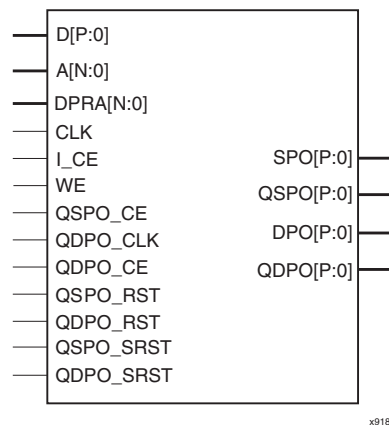 D[P:0]
A[N:0]
DPRA[N:0]
CLK
I_CE
WE
QSPO_CE
QDPO_CLK
QDPO_CE
QSPO_RST
QDPO_RST
QSPO_SRST
QDPO_SRST
SPO[P:0]
QSPO[P:0]
DPO[P:0]
QDPO[P:0]
x918